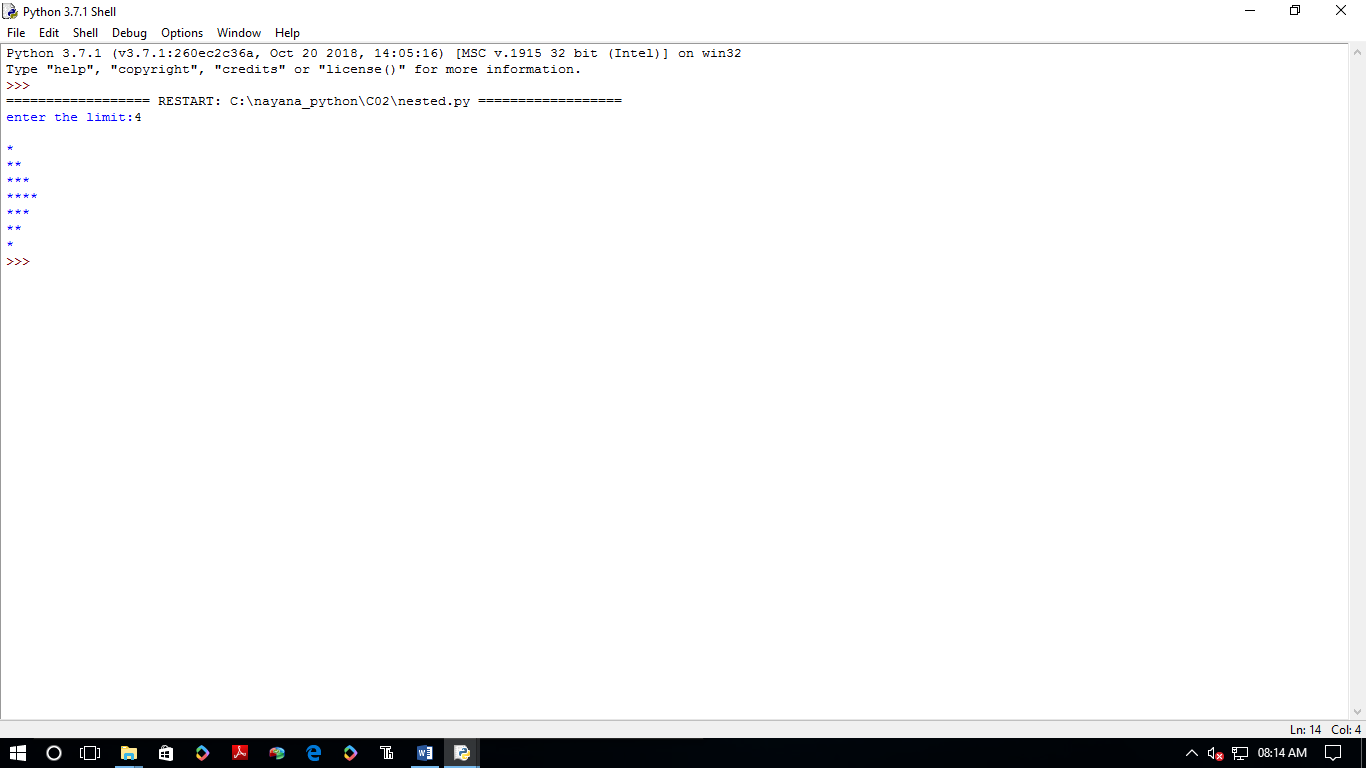 Python 3.7.1 Shell
File Edit Shell Debug Options Window Help
Python 3.7.1 (v3.7.1:260ec2c36a, Oct 20 2018, 14:05:16) [MSC v.1915 32 bit (Intel)] on win32
Type "help", "copyright", "credits" or "license()" for more information.
>>>
================== RESTART: C:\nayana_python\C02\nested.py ==================
enter the limit:4

*
**
***
****
***
**
*
>>>
Ln: 14 Col: 4
08:14 AM